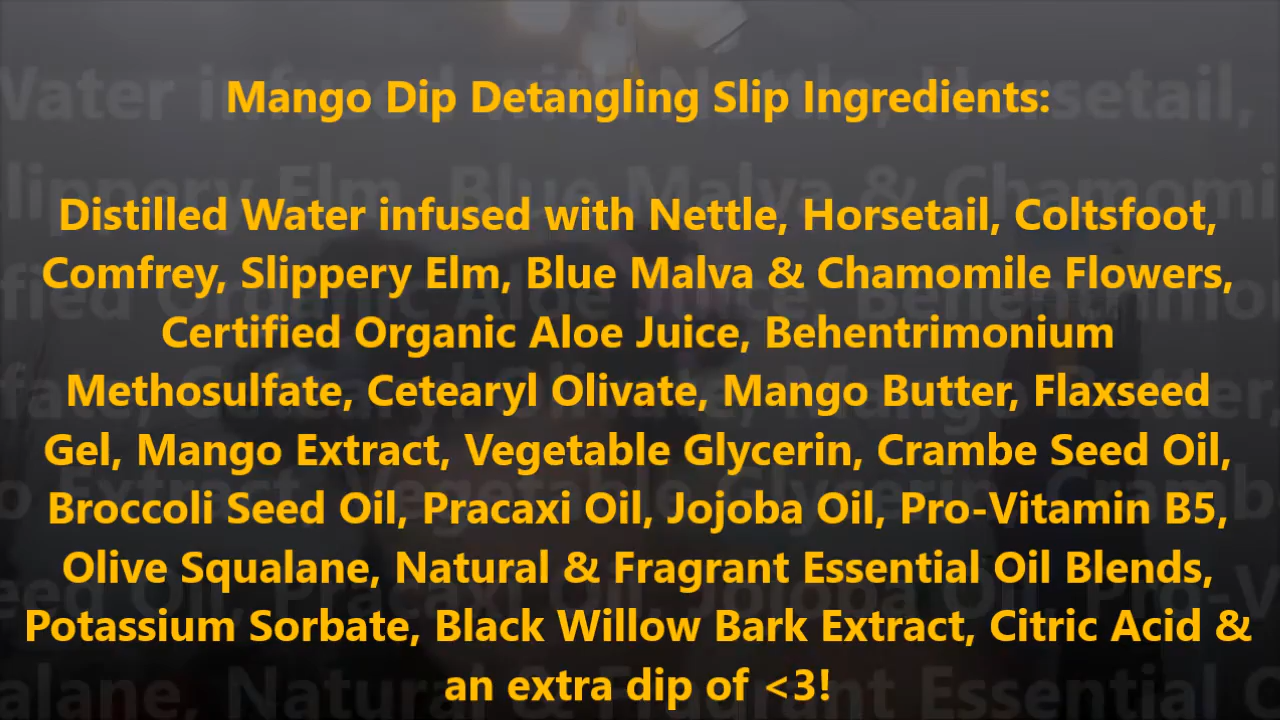 Mango Dip Detangling Slip Ingredients:
Distilled Water infused with Nettle, Horsetail, Coltsfoot,
Comfrey, Slippery Elm, Blue Malva & Chamomile Flowers,
Certified Organic Aloe Juice, Behentrimonium
Methosulfate, Cetearyl Olivate, Mango Butter, Flaxseed
Gel, Mango Extract, Vegetable Glycerin, Crambe Seed Oil,
Broccoli Seed Oil, Pracaxi Oil, Jojoba Oil, Pro-Vitamin B5,
Olive Squalane, Natural & Fragrant Essential Oil Blends,
Potassium Sorbate, Black Willow Bark Extract, Citric Acid &
an extra dip of <3!